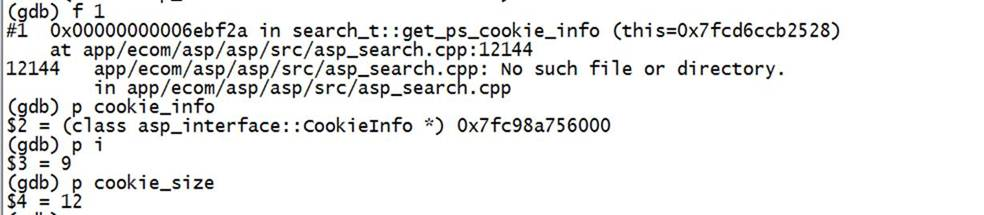 (gdb) f 1
#1  0x00000000006ebf2a in search_t::get_ps_cookie_info (this=0x7fcd6ccb2528)
    at app/ecom/asp/asp/src/asp_search.cpp:12144
12144   app/ecom/asp/asp/src/asp_search.cpp: No such file or directory.
        in app/ecom/asp/asp/src/asp_search.cpp
(gdb) p cookie_info
$2 = (class asp_interface::CookieInfo *) 0x7fc98a756000
(gdb) p i
$3 = 9
(gdb) p cookie_size
$4 = 12